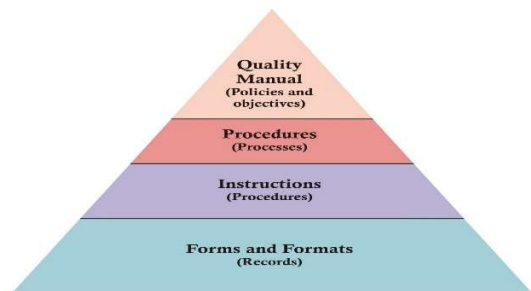 Quality
Manual
(Policies and
objectives)
Procedures
(Processes)
Instructions
(Procedures)
Forms and Formats
(Records)